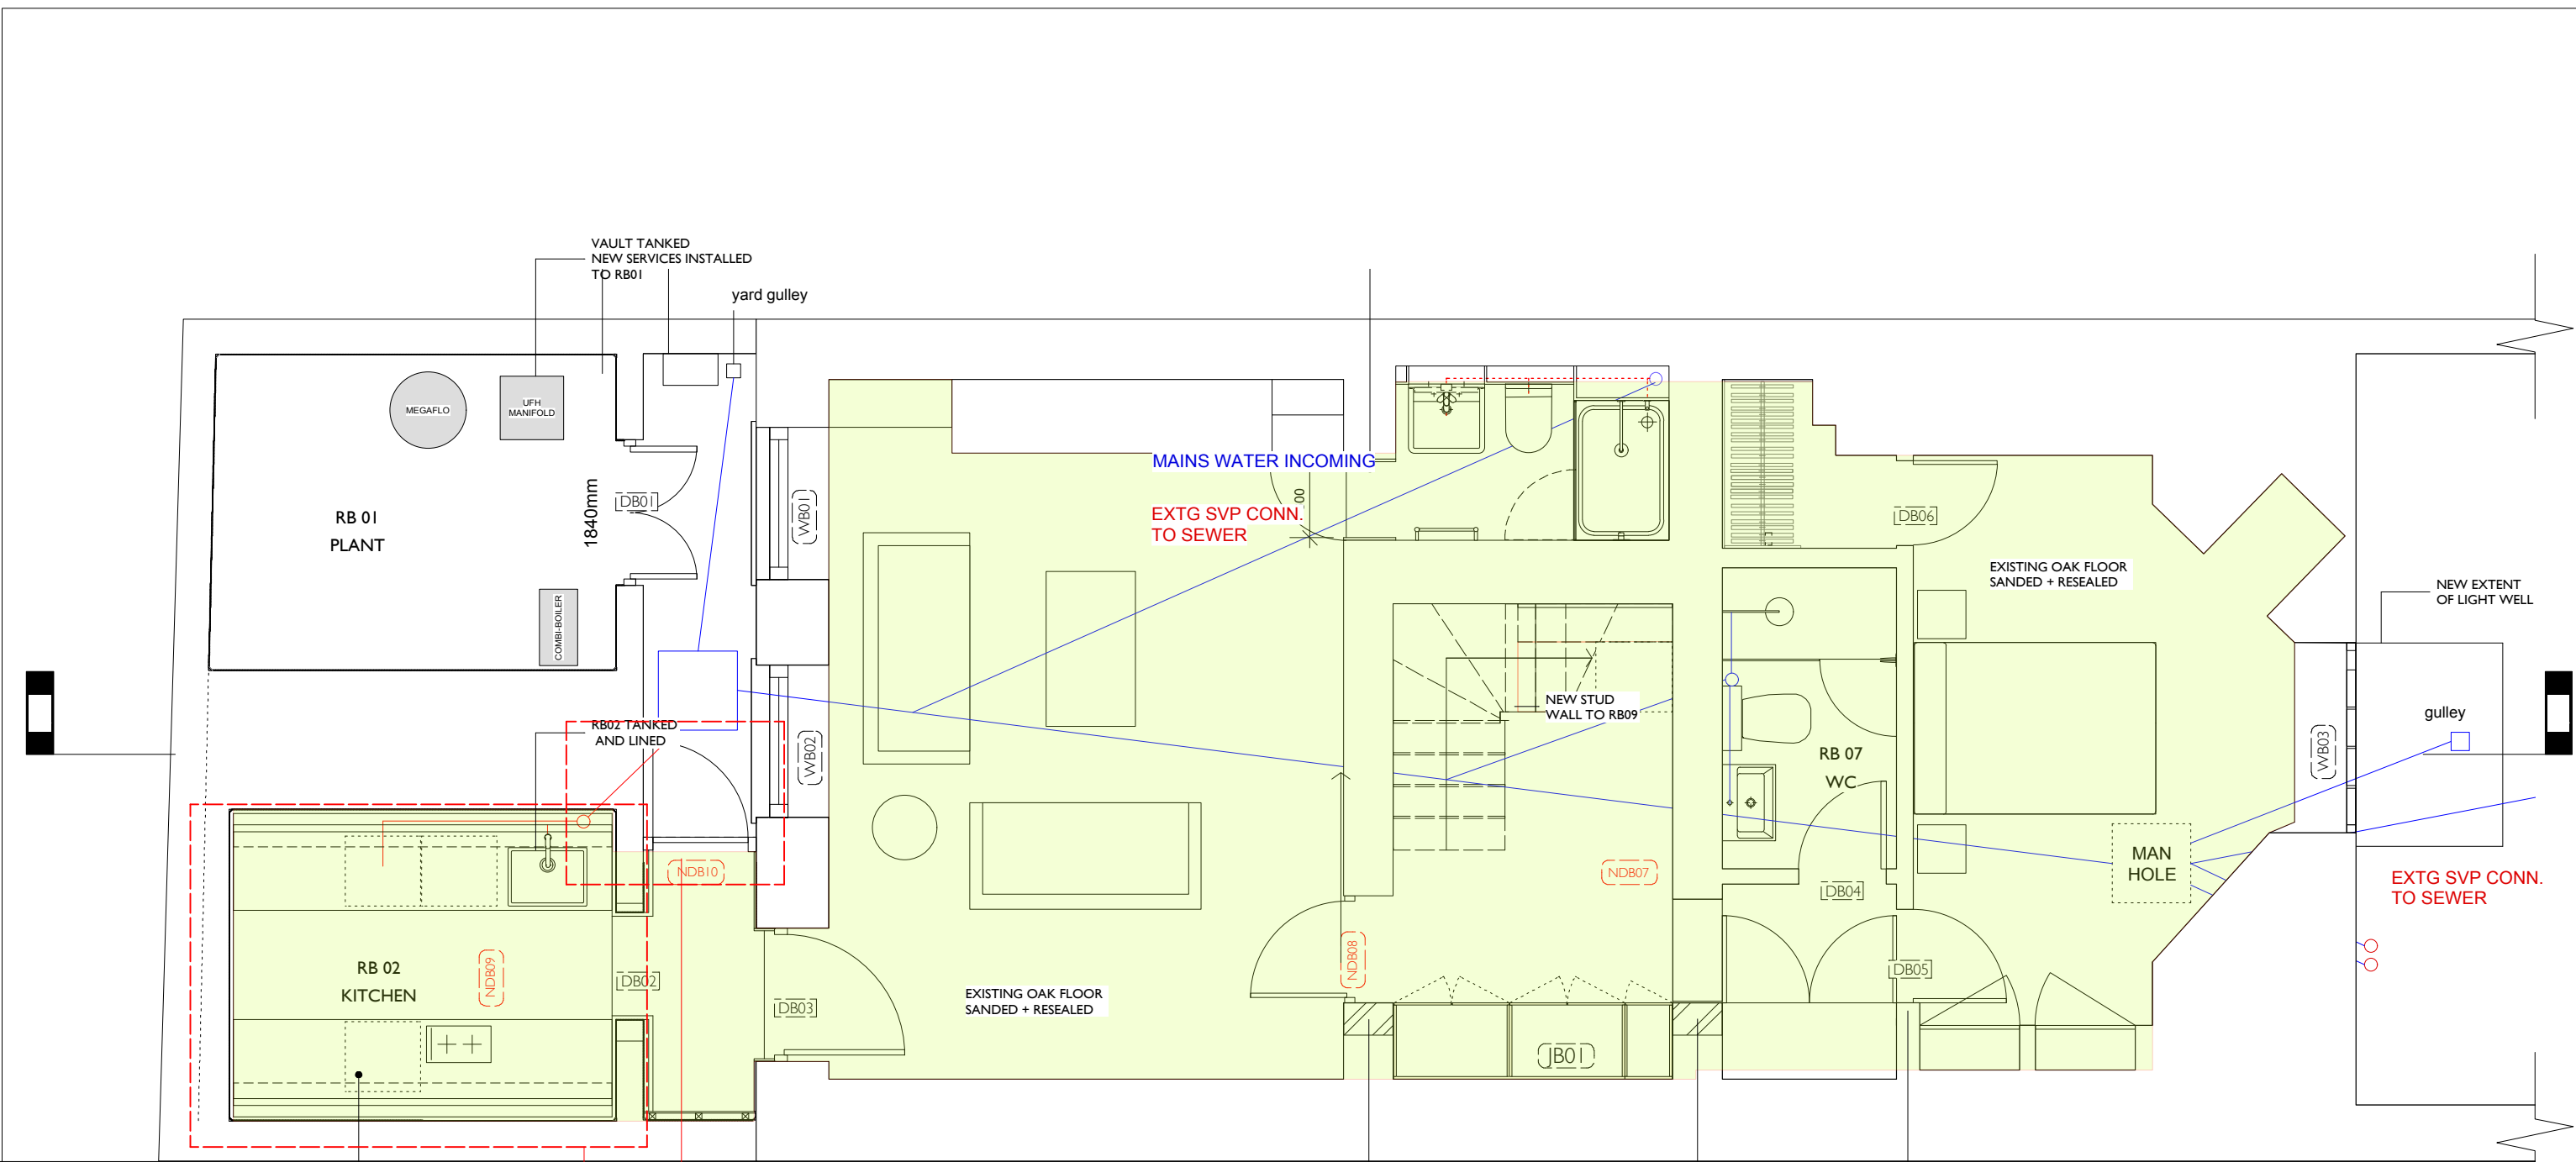 VAULT TANKED
NEW SERVICES INSTALLED
TO RB01
yard gulley
MEGAFLO
UFH
MANIFOLD
RB 01
PLANT
1840mm
DB01
COMBI-BOILER
WB01
MAINS WATER INCOMING
EXTG SVP CONN.
TO SEWER
00
DB06
EXISTING OAK FLOOR
SANDED + RESEALED
NEW EXTENT
OF LIGHT WELL
RB02 TANKED
AND LINED
WB02
NEW STUD
WALL TO RB09
RB 07
WC
WB03
gulley
MAN
HOLE
NDB10
NDB07
DB04
EXTG SVP CONN.
TO SEWER
RB 02
KITCHEN
NDB09
DB02
DB03
EXISTING OAK FLOOR
SANDED + RESEALED
NDB08
DB05
JB01